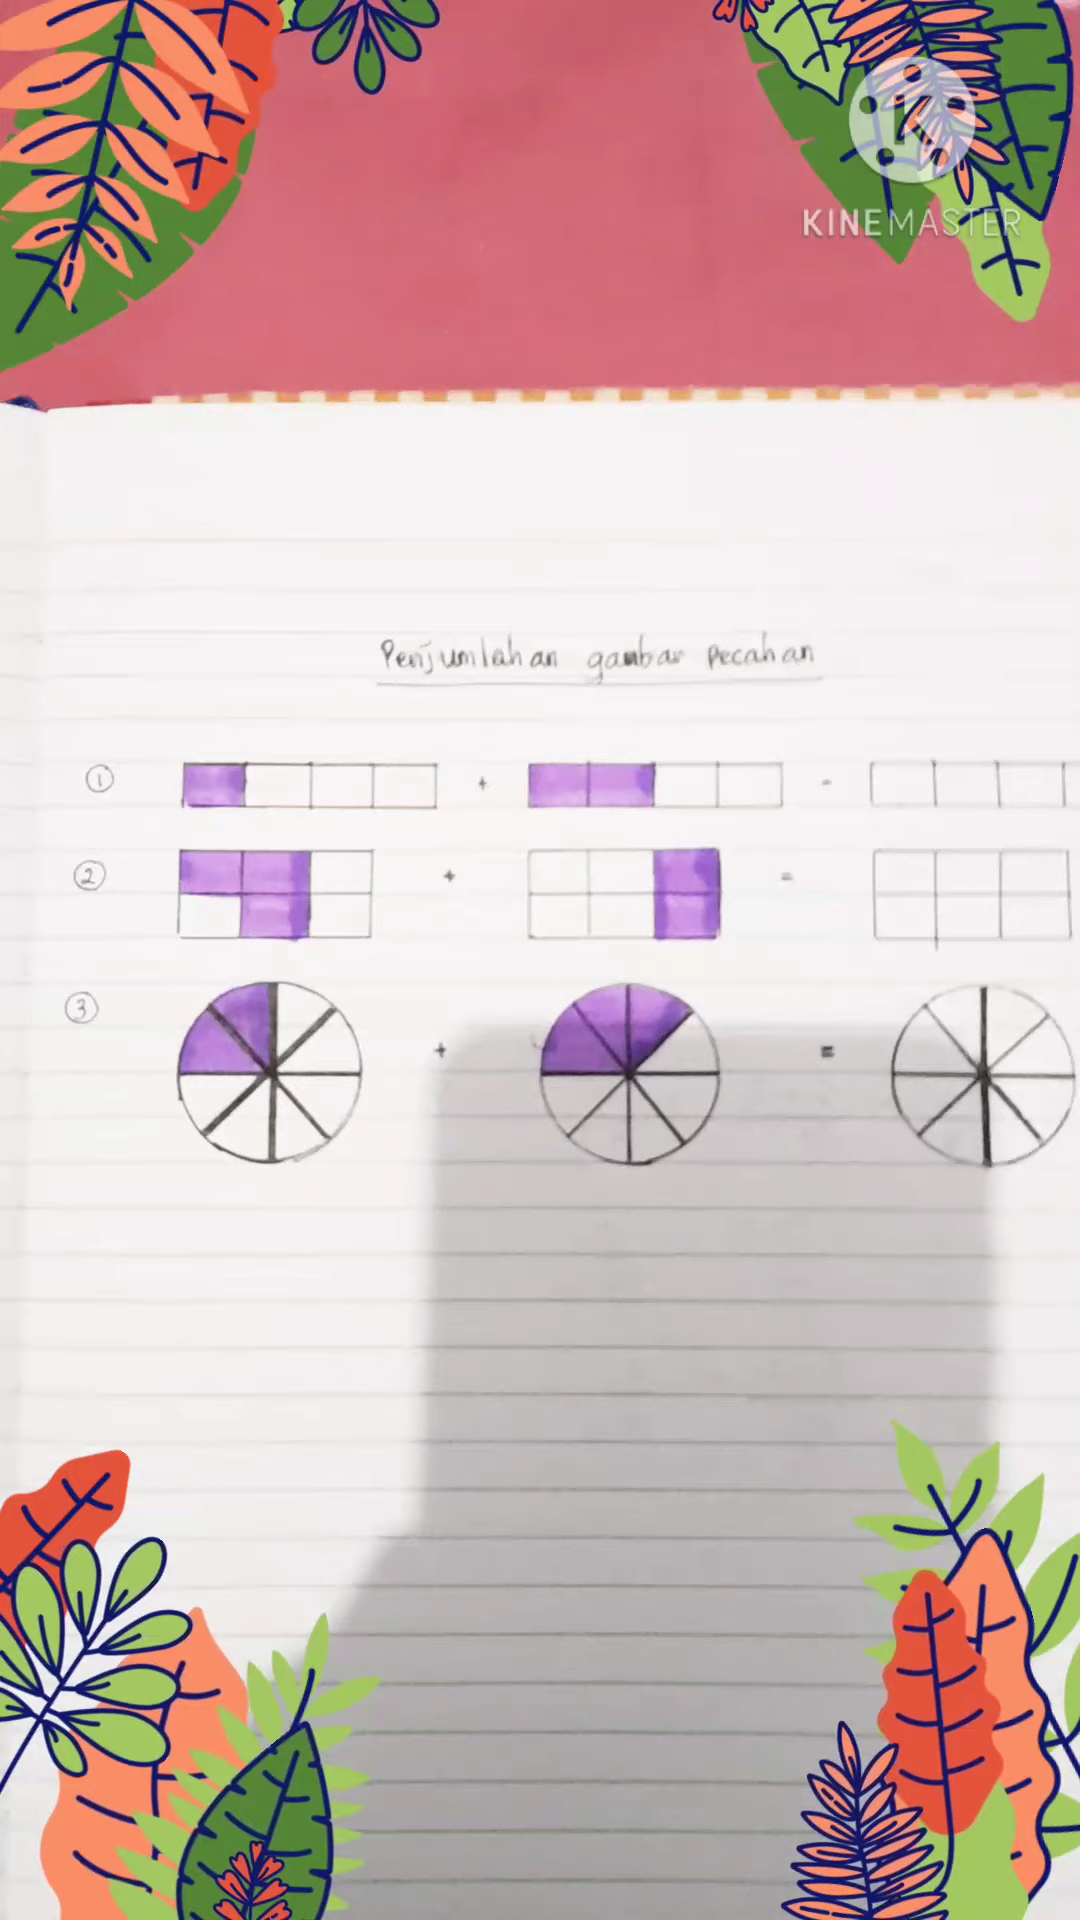 KINEMASTER
Penjumlahan gambar pecahan
1 + =
2 + =
3 + =